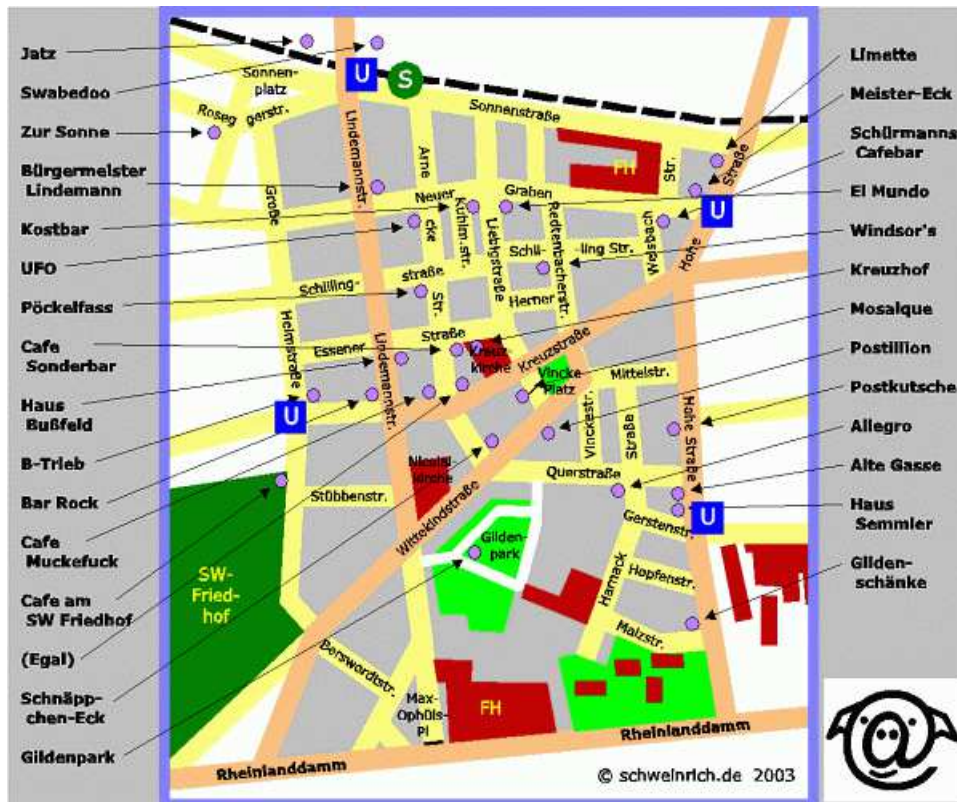 Jatz
Swabedoo
Zur Sonne
Bürgermeister
Lindemann
Kostbar
UFO
Pöckelfass
Cafe
Sonderbar
Haus
Bußfeld
B-Trieb
Bar Rock
Cafe
Muckefuck
Cafe am
SW Friedhof
(Egal)
Schnäpp-
chen-Eck
Gildenpark
U
S
Sonnen-
platz
Roseg gerstr.
Sonnenstraße
FH
Str.
Straße
Lindemannstr.
Arne
Große
Neuer
Graben
Kuhlm.str.
cke
Liebigstraße
Redtenbacherstr.
Schil-
ling Str.
Hohe
U
Schilling-
straße
Str.
Herner
Heimstraße
Essener
Straße
Lindemannstr.
Kreuz-
kirche
Kreuzstraße
Vincke
Platz
Mittelstr.
Vinckestr.
Straße
Hohe Straße
U
Nicolai
kirche
Querstraße
Stübbenstr.
Wittekindstraße
Gerstenstr.
U
Gilden-
park
SW-
Fried-
hof
Harnack
Hopfenstr.
Malzstr.
Berswordtstr.
Max-
Ophüls-
Pl
FH
Rheinlanddamm
Rheinlanddamm
© schweinrich.de 2003
Limette
Meister-Eck
Schürmanns
Cafebar
El Mundo
Windsor's
Kreuzhof
Mosaique
Postillion
Postkutsche
Allegro
Alte Gasse
Haus
Semmler
Gilden-
schänke